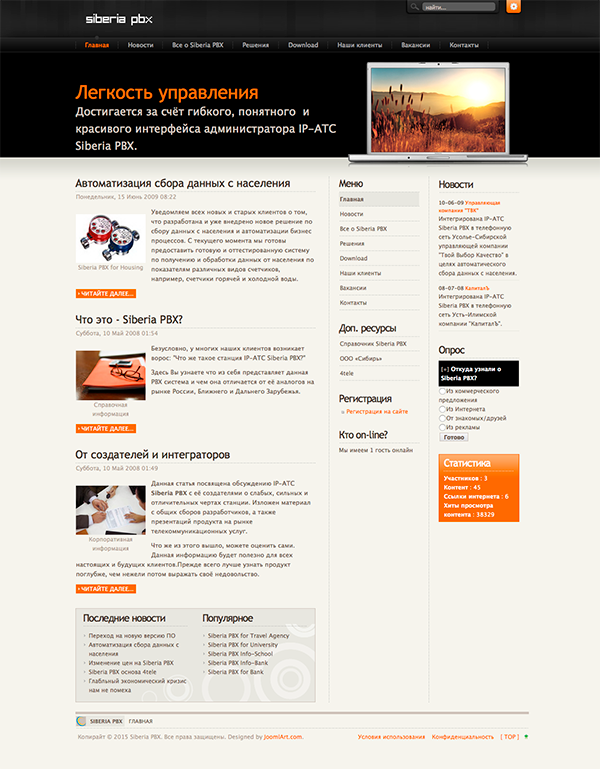 siberia pbx
найти...
Главная
Новости
Все о Siberia PBX
Решения
Download
Наши клиенты
Вакансии
Контакты
Легкость управления
Достигается за счёт гибкого, понятного и
красивого интерфейса администратора IP-АТС
Siberia PBX.
Автоматизация сбора данных с населения
Понедельник, 15 Июнь 2009 08:22
Уведомляем всех новых и старых клиентов о том,
что разработана и уже внедрено новое решение по
сбору данных с населения и автоматизации бизнес
процессов. С текущего момента мы готовы
предоставить готовую и оттестированную систему
по получению и обработки данных от населения по
показателям различных видов счетчиков,
например, счетчики горячей и холодной воды.
Siberia PBX for Housing
ЧИТАЙТЕ ДАЛЕЕ...
Что это - Siberia PBX?
Суббота, 10 Май 2008 01:54
Безусловно, у многих наших клиентов возникает
ворос: "Что же такое станция IP-АТС Siberia PBX?"
Здесь Вы узнаете что из себя представляет данная
PBX система и чем она отличается от её аналогов на
рынке России, Ближнего и Дальнего Зарубежья.
Справочная
информация
ЧИТАЙТЕ ДАЛЕЕ...
От создателей и интеграторов
Суббота, 10 Май 2008 01:49
Данная статья посвящена обсуждению IP-АТС
Siberia PBX с её создателями о слабых, сильных и
отличительных чертах станции. Изложен материал
с общих сборов разработчиков, а также
презентаций продукта на рынке
телекоммуникационных услуг.
Корпоративная
информация
Что же из этого вышло, можете оценить сами.
Данная информацию будет полезно для всех
настоящих и будущих клиентов.Прежде всего лучше узнать продукт
поглубже, чем нежели потом выражать своё недовольство.
ЧИТАЙТЕ ДАЛЕЕ...
Последние новости
Переход на новую версию ПО
Автоматизация сбора данных с
населения
Изменение цен на Siberia PBX
Siberia PBX основа 4tele
Глабльный экономический кризис
нам не помеха
Популярное
Siberia PBX for Travel Agency
Siberia PBX for University
Siberia PBX Info-School
Siberia PBX Info-Bank
Siberia PBX for Bank
Меню
Главная
Новости
Все о Siberia PBX
Решения
Download
Наши клиенты
Вакансии
Контакты
Доп. ресурсы
Справочник Siberia PBX
ООО «Сибирь»
4tele
Регистрация
» Регистрация на сайте
Кто on-line?
Мы имеем 1 гость онлайн
Новости
10-06-09 Управляющая
компания "ТВК"
Интегрирована IP-АТС
Siberia PBX в телефонную
сеть Усолье-Сибирской
управляющей компании
"Твой Выбор Качество" в
целях автоматического
сбора данных с населения.
08-07-08 КапиталЪ
Интегрирована IP-АТС
Siberia PBX в телефонную
сеть Усть-Илимской
компании "КапиталЪ".
Опрос
[+] Откуда узнали о
Siberia PBX?
Из коммерческого
предложения
Из Интернета
От знакомых/друзей
Из рекламы
Готово
Статистика
Участников : 3
Контент : 45
Ссылки интернета : 6
Хиты просмотра
контента : 38329
SIBERIA PBX ГЛАВНАЯ
Копирайт © 2015 Siberia PBX. Все права защищены. Designed by JoomlArt.com.
Условия использования Конфиденциальность [ TOP ]